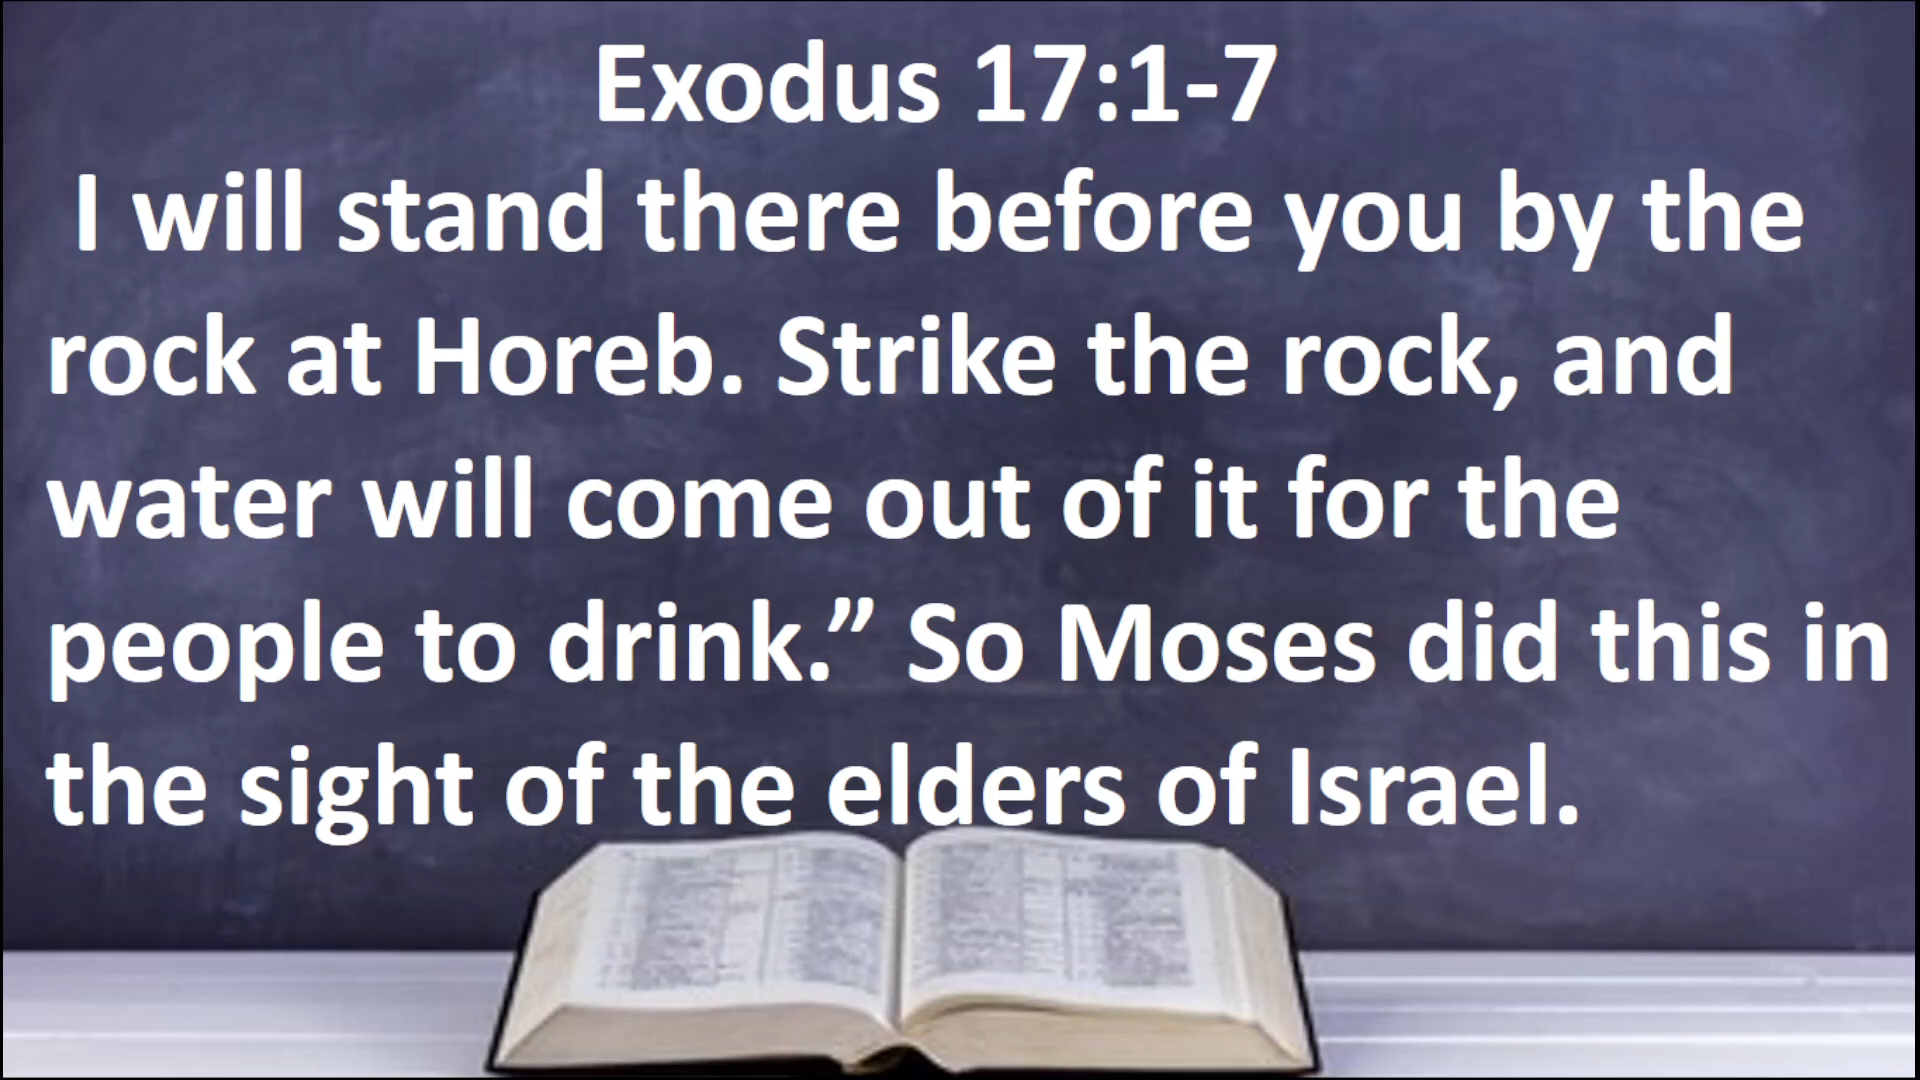 Exodus 17:1-7
I will stand there before you by the
rock at Horeb. Strike the rock, and
water will come out of it for the
people to drink.” So Moses did this in
the sight of the elders of Israel.